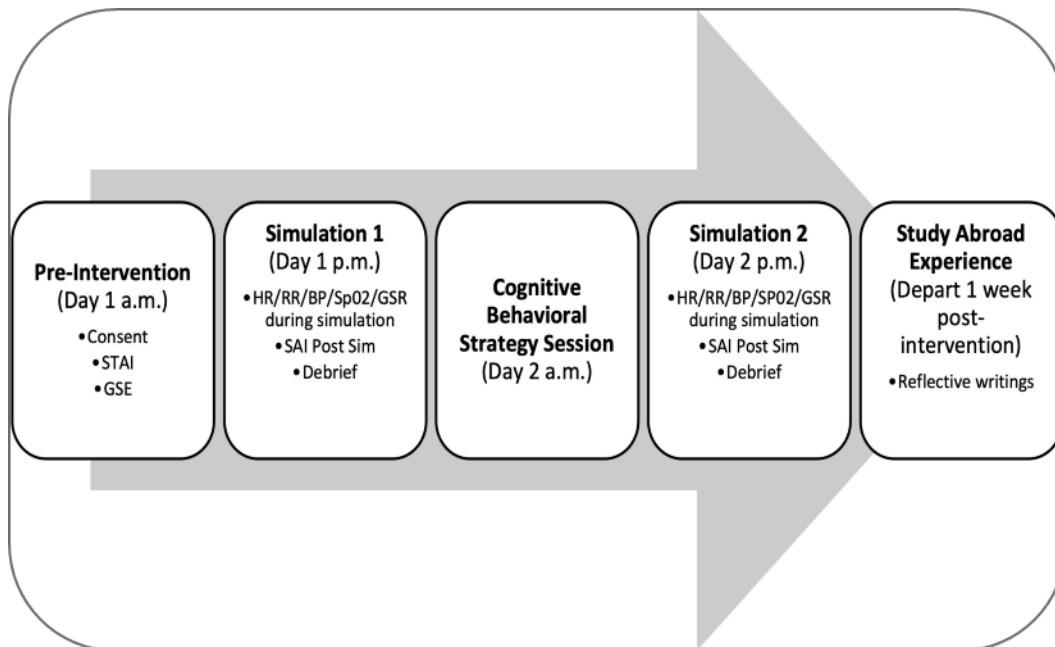 Pre-Intervention
(Day 1 a.m.)
•Consent
•STAI
•GSE
Simulation 1
(Day 1 p.m.)
•HR/RR/BP/Sp02/GSR
during simulation
•SAI Post Sim
•Debrief
Cognitive
Behavioral
Strategy Session
(Day 2 a.m.)
Simulation 2
(Day 2 p.m.)
•HR/RR/BP/SP02/GSR
during simulation
•SAI Post Sim
•Debrief
Study Abroad
Experience
(Depart 1 week
post-
intervention)
•Reflective writings